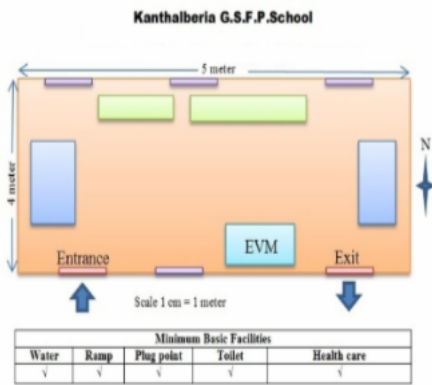 Kanthalberia G.S.F.P.School
5 meter
4 meter
N
Entrance
EVM
Exit
Scale 1 cm = 1 meter
Minimum Basic Facilities
Water Ramp Plug point Toilet Health care
√ √ √ √ √